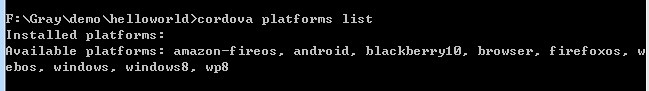 F:\Gray\demo\helloworld>cordova platforms list
Installed platforms:
Available platforms: amazon-fireos, android, blackberry10, browser, firefoxos, w
ebos, windows, windows8, wp8